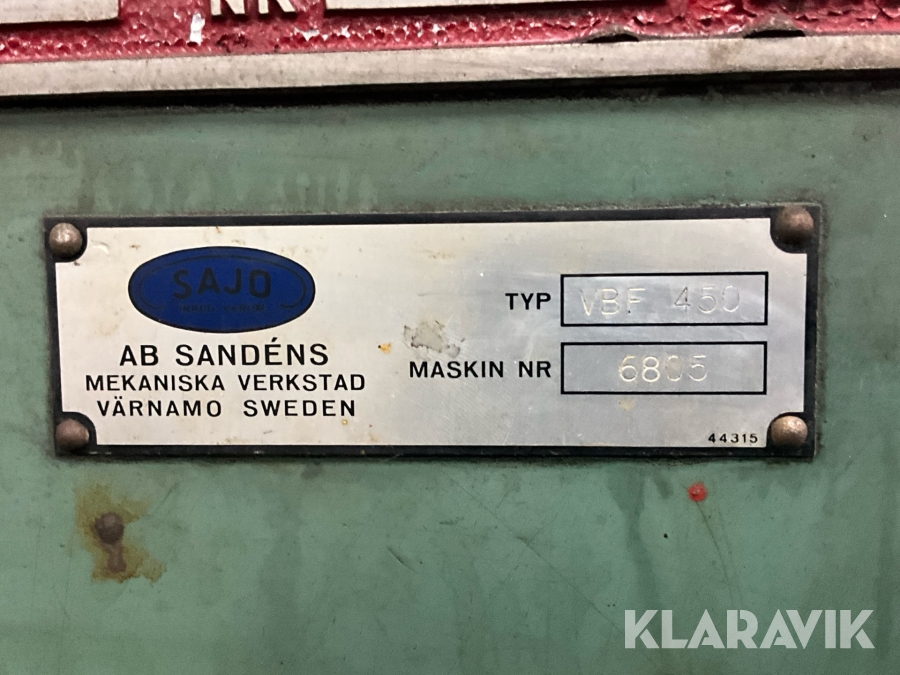 NR
SAJO
AB SANDÉNS
MEKANISKA VERKSTAD
VÄRNAMO SWEDEN
TYP VBF 450
MASKIN NR 6805
44315
KLARAVIK